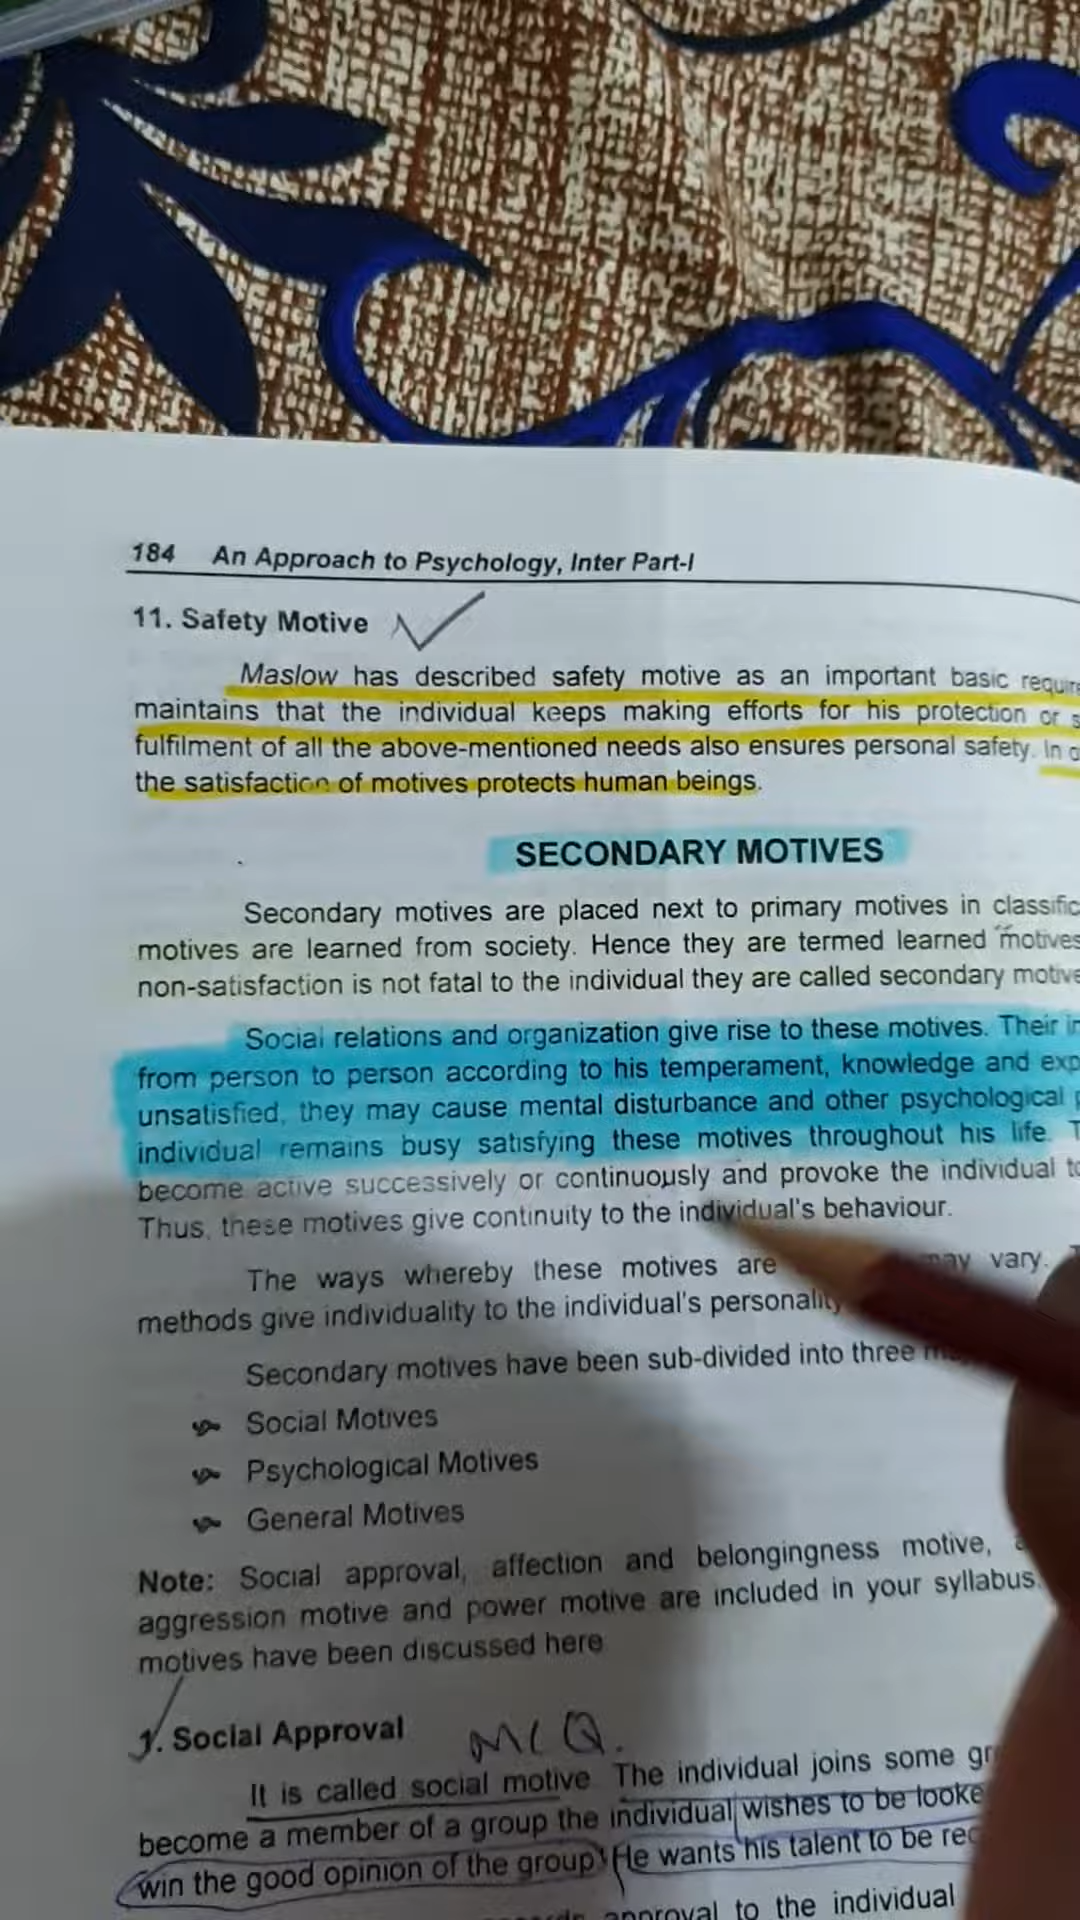 184 An Approach to Psychology, Inter Part-I
11. Safety Motive
Maslow has described safety motive as an important basic
maintains that the individual keeps making efforts for his protection or
fulfilment of all the above-mentioned needs also ensures personal safety. In
the satisfaction of motives protects human beings.
SECONDARY MOTIVES
Secondary motives are placed next to primary motives in
motives are learned from society. Hence they are termed learned motives
non-satisfaction is not fatal to the individual they are called secondary
Social relations and organization give rise to these motives. Their
from person to person according to his temperament, knowledge and
unsatisfied, they may cause mental disturbance and other psychological
individual remains busy satisfying these motives throughout his life.
become active successively or continuously and provoke the individual
Thus, these motives give continuity to the individual's behaviour.
The ways whereby these motives are may vary.
methods give individuality to the individual's personality
Secondary motives have been sub-divided into three
Social Motives
Psychological Motives
General Motives
Note: Social approval, affection and belongingness motive,
aggression motive and power motive are included in your syllabus.
motives have been discussed here
1. Social Approval MCQ.
It is called social motive The individual joins some
become a member of a group the individual wishes to be
win the good opinion of the group He wants his talent to be
approval to the individual